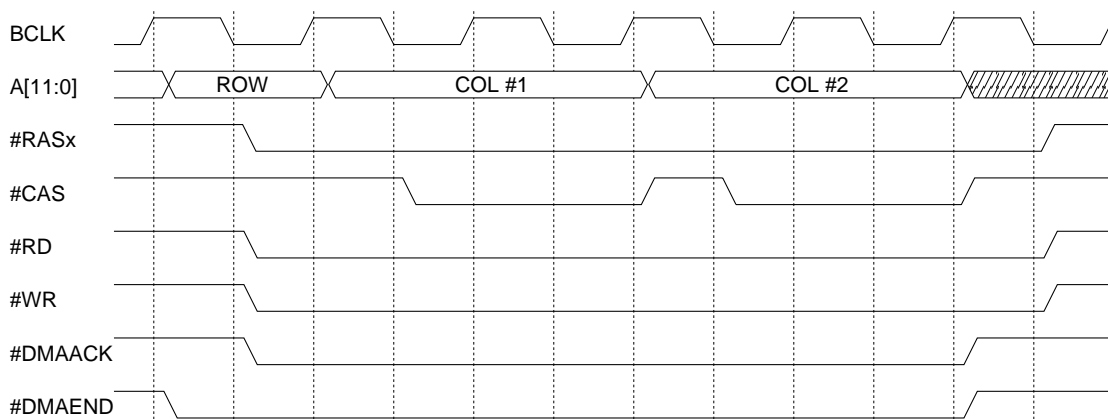 BCLK
A[11:0] ROW COL #1 COL #2
#RASx
#CAS
#RD
#WR
#DMAACK
#DMAEND